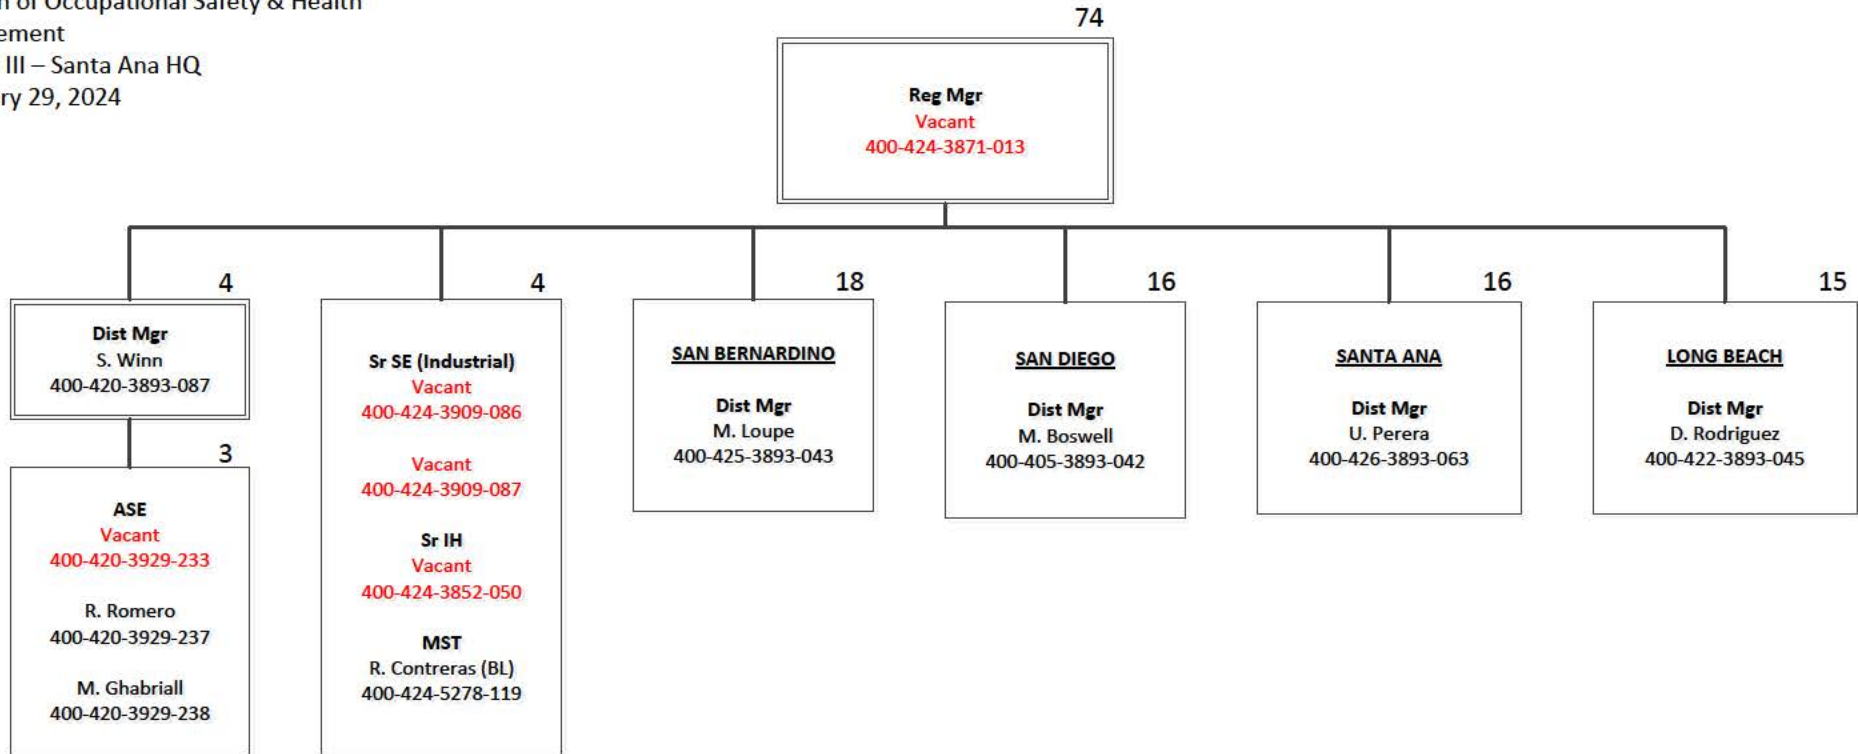 of Occupational Safety & Health
III – Santa Ana HQ
29, 2024
74
Reg Mgr
Vacant
400-424-3871-013
4
Dist Mgr
S. Winn
400-420-3893-087
3
ASE
Vacant
400-420-3929-233
R. Romero
400-420-3929-237
M. Ghabriall
400-420-3929-238
4
Sr SE (Industrial)
Vacant
400-424-3909-086
Vacant
400-424-3909-087
Sr IH
Vacant
400-424-3852-050
MST
R. Contreras (BL)
400-424-5278-119
18
SAN BERNARDINO
Dist Mgr
M. Loupe
400-425-3893-043
16
SAN DIEGO
Dist Mgr
M. Boswell
400-405-3893-042
16
SANTA ANA
Dist Mgr
U. Perera
400-426-3893-063
15
LONG BEACH
Dist Mgr
D. Rodriguez
400-422-3893-045